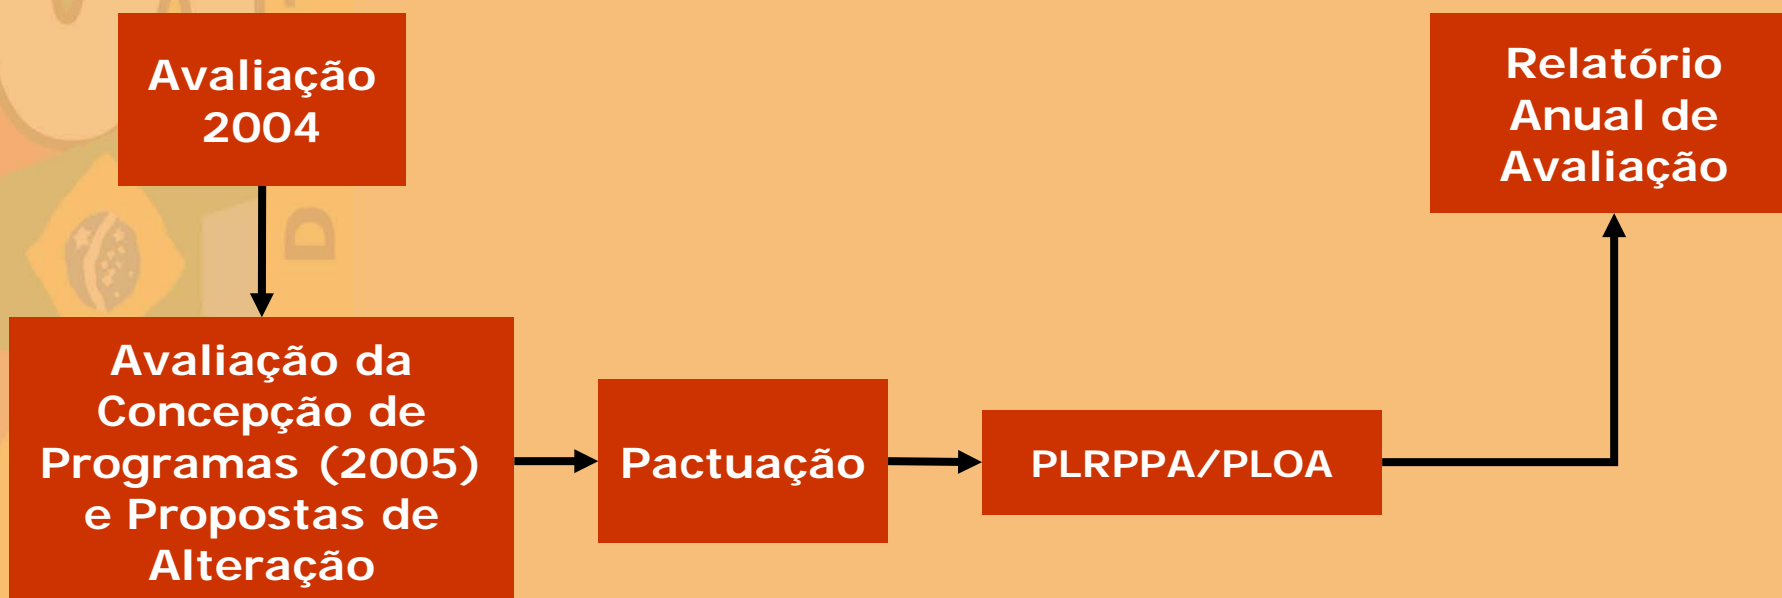 Avaliação
2004
Relatório
Anual de
Avaliação
Avaliação da
Concepção de
Programas (2005)
e Propostas de
Alteração
Pactuação
PLRPPA/PLOA
D